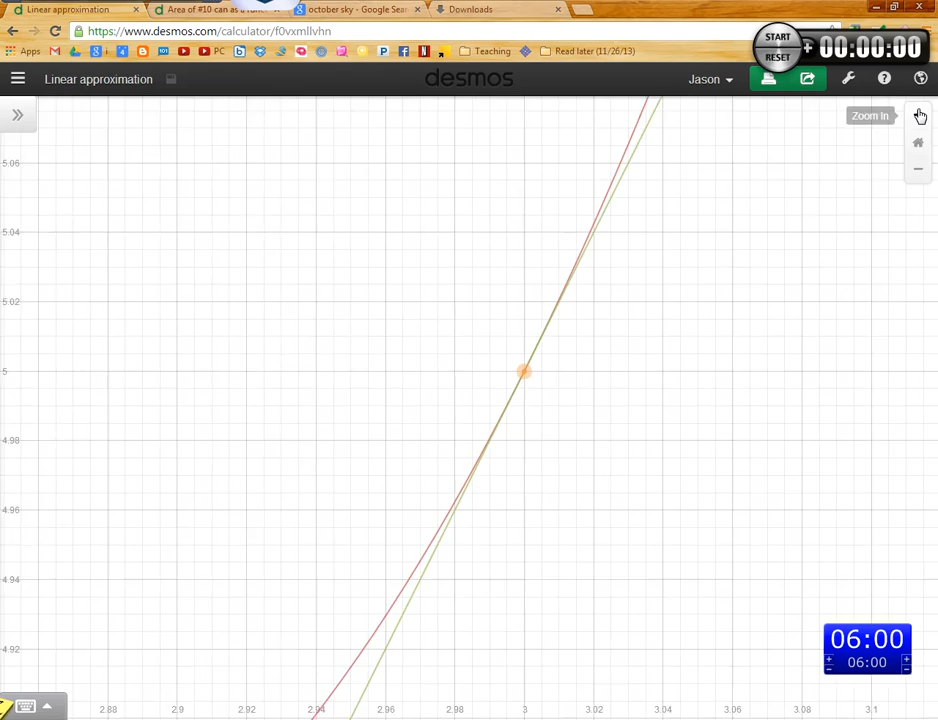 Linear approximation
Area of #10 can as a func
october sky - Google Sear
Downloads
https://www.desmos.com/calculator/f0vxmllvhn
START
RESET
+
00:00:00
Apps
PC
Teaching
Read later (11/26/13)
Linear approximation
desmos
Jason
Zoom In
5.06
5.04
5.02
5
4.98
4.96
4.94
4.92
06:00
06:00
2.88
2.9
2.92
2.94
2.96
2.98
3
3.02
3.04
3.06
3.08
3.1